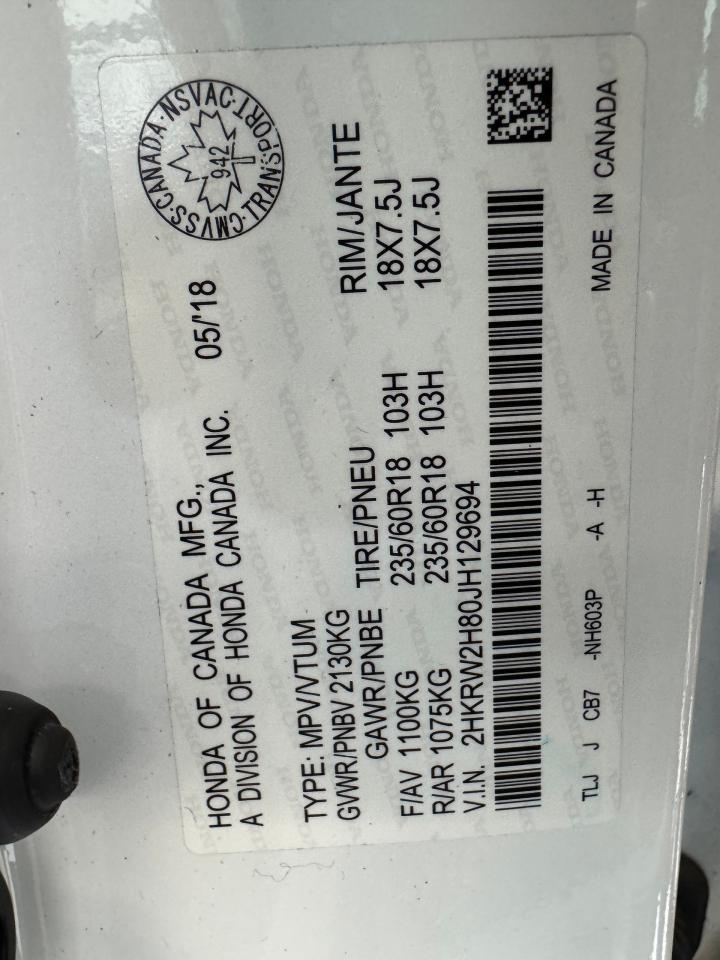 HONDA OF CANADA MFG., 05/'18
A DIVISION OF HONDA CANADA INC.
CMVSS·CANADA·NSVAC·TRANSPORT
942
TYPE: MPV/VTUM
GVWR/PNBV 2130KG
GAWR/PNBE TIRE/PNEU RIM/JANTE
F/AV 1100KG 235/60R18 103H 18X7.5J
R/AR 1075KG 235/60R18 103H 18X7.5J
V.I.N. 2HKRW2H80JH129694
TLJ J CB7 -NH603P -A -H MADE IN CANADA